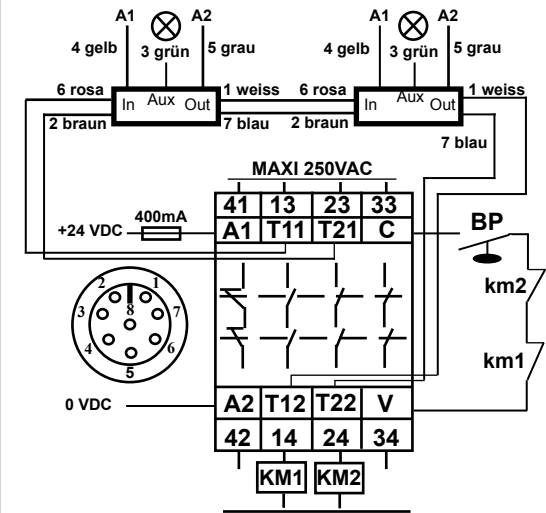 A1 A2 A1 A2
4 gelb 3 grün 5 grau 4 gelb 3 grün 5 grau
6 rosa In Aux Out 1 weiss 6 rosa In Aux Out 1 weiss
2 braun 7 blau 2 braun
7 blau
MAXI 250VAC
41 13 23 33
+24 VDC 400mA A1 T11 T21 C BP
km2
2 1
3 8 7
4 6
5
km1
0 VDC A2 T12 T22 V
42 14 24 34
KM1 KM2